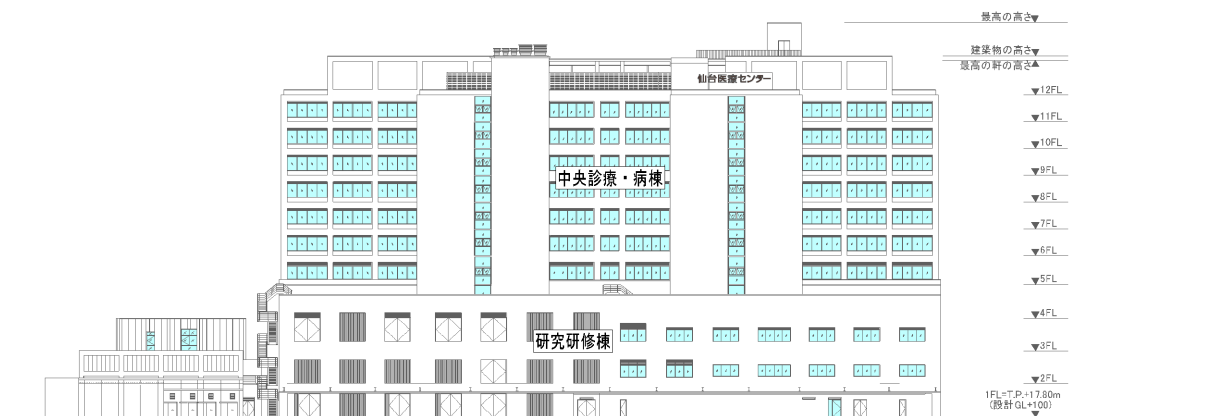 最高の高さ
建築物の高さ
最高の軒の高さ
仙台医療センター
12FL
11FL
10FL
中央診療・病棟
9FL
8FL
7FL
6FL
5FL
4FL
研究研修棟
3FL
2FL
1FL=T.P.+17.80m
(設計GL+100)